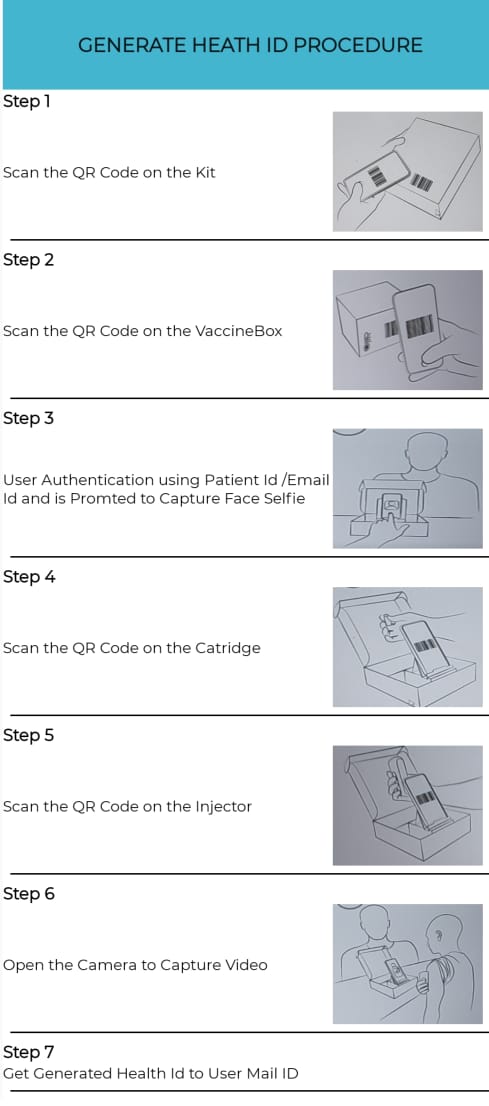 GENERATE HEATH ID PROCEDURE
Step 1
Scan the QR Code on the Kit
Step 2
Scan the QR Code on the VaccineBox
Step 3
User Authentication using Patient Id /Email
Id and is Promted to Capture Face Selfie
Step 4
Scan the QR Code on the Catridge
Step 5
Scan the QR Code on the Injector
Step 6
Open the Camera to Capture Video
Step 7
Get Generated Health Id to User Mail ID